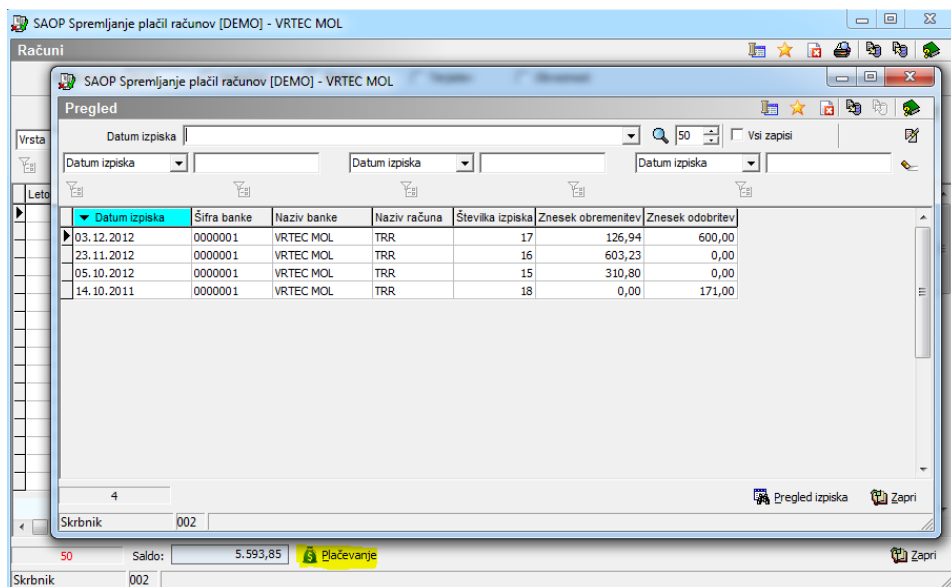 SAOP Spremljanje plačil računov [DEMO] - VRTEC MOL
Računi
SAOP Spremljanje plačil računov [DEMO] - VRTEC MOL
Pregled
Vrsta
Datum izpiska
50
Vsi zapisi
Datum izpiska
Datum izpiska
Datum izpiska
Leto
Datum izpiska Šifra banke Naziv banke Naziv računa Številka izpiska Znesek obremenitev Znesek odobritev
03.12.2012 0000001 VRTEC MOL TRR 17 126,94 600,00
23.11.2012 0000001 VRTEC MOL TRR 16 603,23 0,00
05.10.2012 0000001 VRTEC MOL TRR 15 310,80 0,00
14.10.2011 0000001 VRTEC MOL TRR 18 0,00 171,00
4
Pregled izpiska
Zapri
Skrbnik 002
50 Saldo: 5.593,85 Plačevanje Zapri
Skrbnik 002